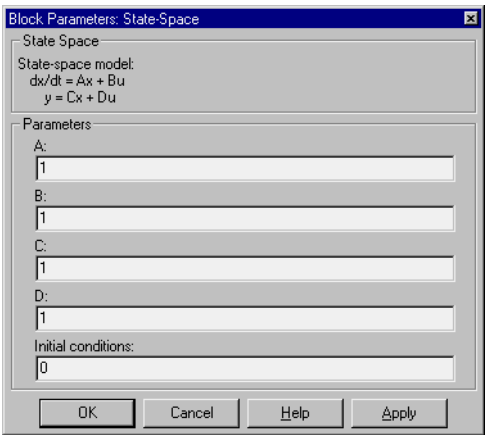 Block Parameters: State-Space
State Space
State-space model:
dx/dt = Ax + Bu
y = Cx + Du
Parameters
A:
1
B:
1
C:
1
D:
1
Initial conditions:
0
OK Cancel Help Apply